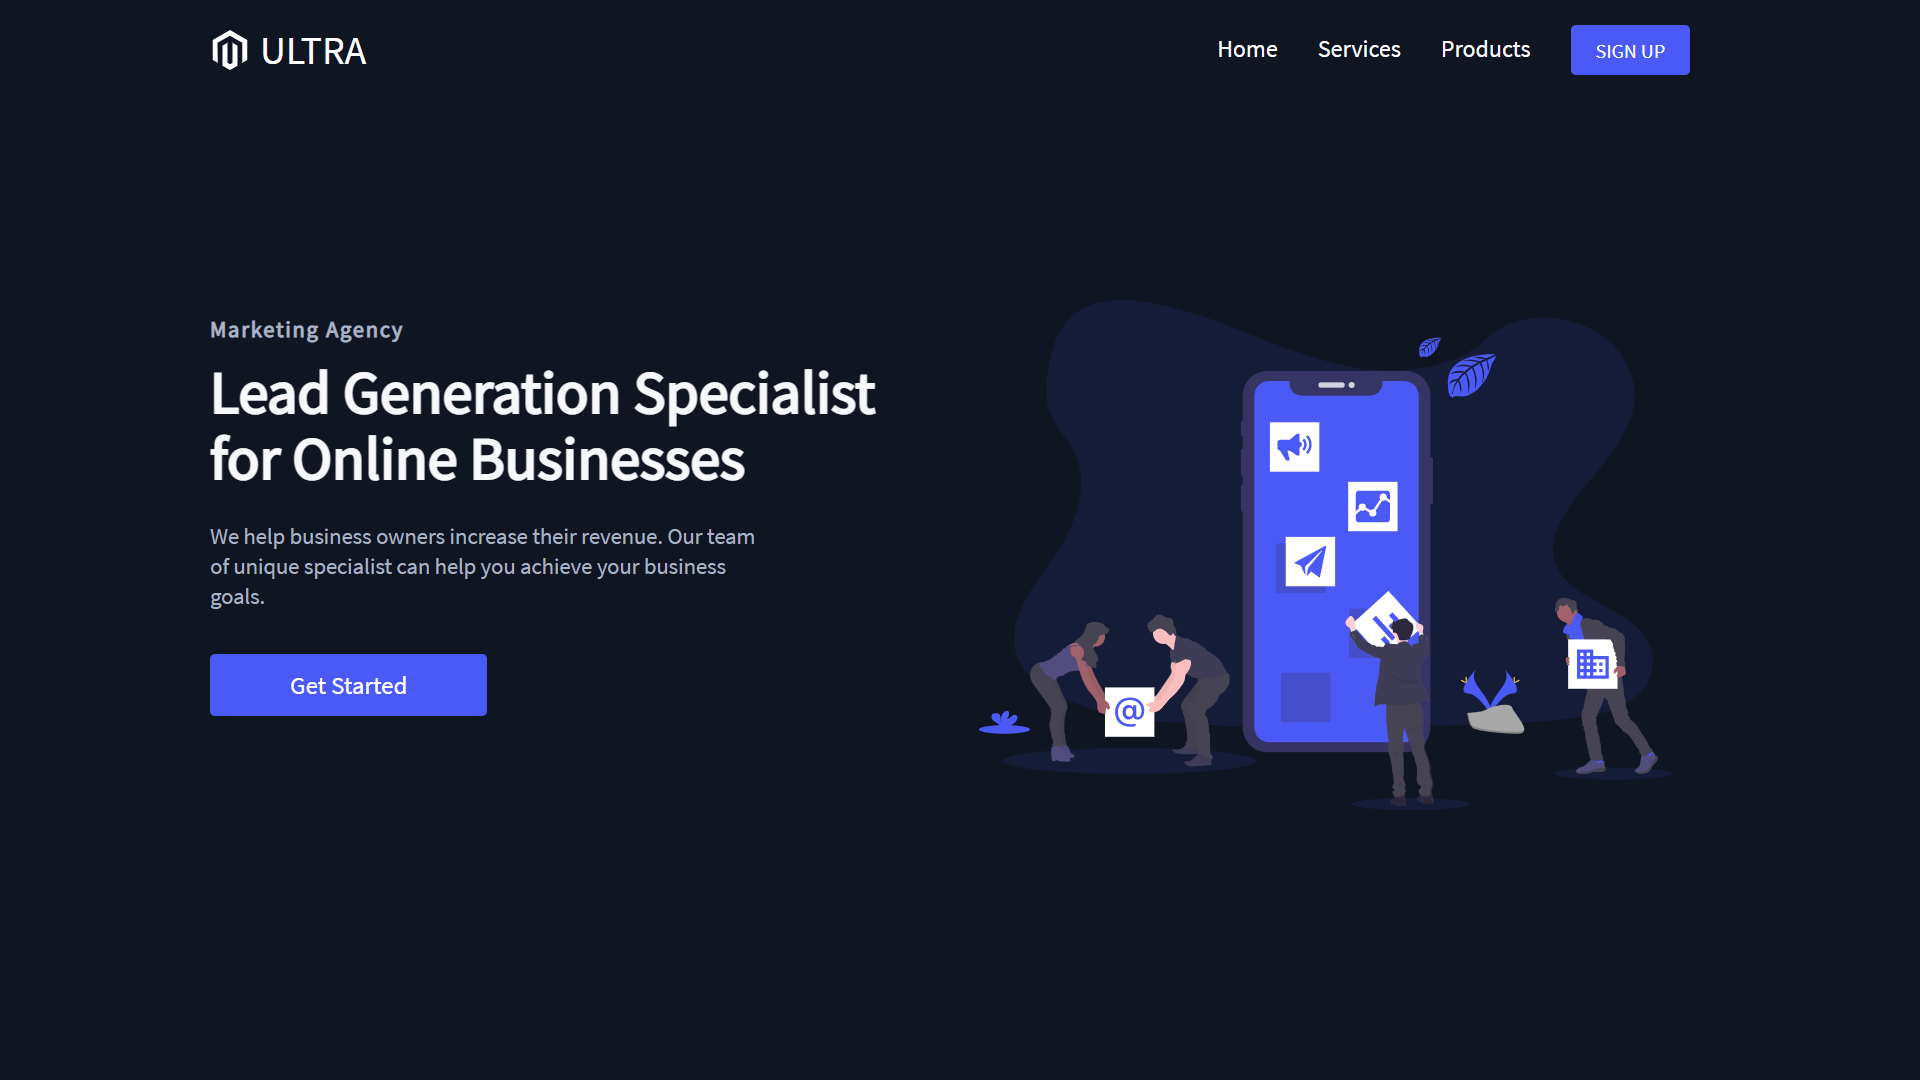 ULTRA
Home
Services
Products
SIGN UP
Marketing Agency
Lead Generation Specialist
for Online Businesses
We help business owners increase their revenue. Our team
of unique specialist can help you achieve your business
goals.
Get Started
@